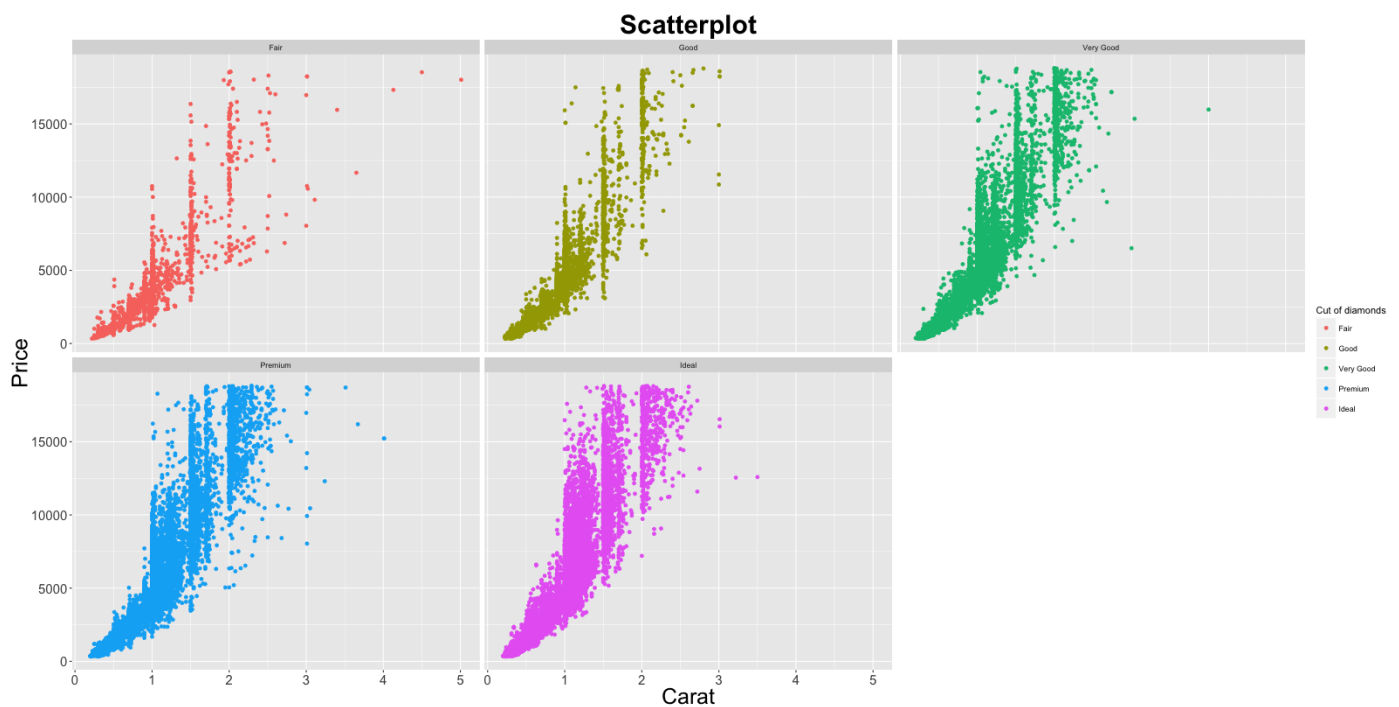 Scatterplot
Fair Good Very Good
15000
10000
5000
0
Premium Ideal
15000
10000
5000
0
0 1 2 3 4 5 0 1 2 3 4 5
Price
Carat
Cut of diamonds
Fair
Good
Very Good
Premium
Ideal